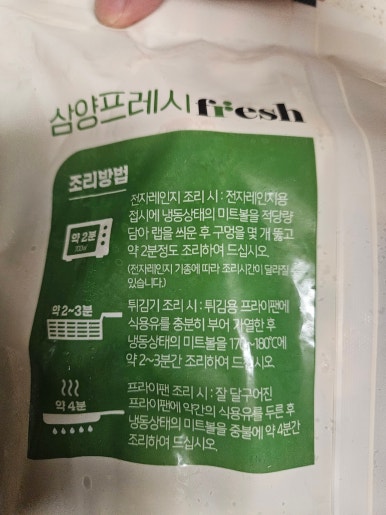 삼양프레시 fresh
조리방법
전자레인지 조리 시 : 전자레인지용
접시에 냉동상태의 미트볼을 적당량
담아 랩을 씌운 후 구멍을 몇 개 뚫고
약 2분정도 조리하여 드십시오.
(전자레인지 기종에 따라 조리시간이 달라질 수
있습니다.)
약 2분
700W
튀김기 조리 시 : 튀김용 프라이팬에
식용유를 충분히 부어 가열한 후
냉동상태의 미트볼을 170~180℃에
약 2~3분간 조리하여 드십시오
약 2~3분
프라이팬 조리 시 : 잘 달구어진
프라이팬에 약간의 식용유를 두른 후
냉동상태의 미트볼을 중불에 약 4분간
조리하여 드십시오.
약 4분